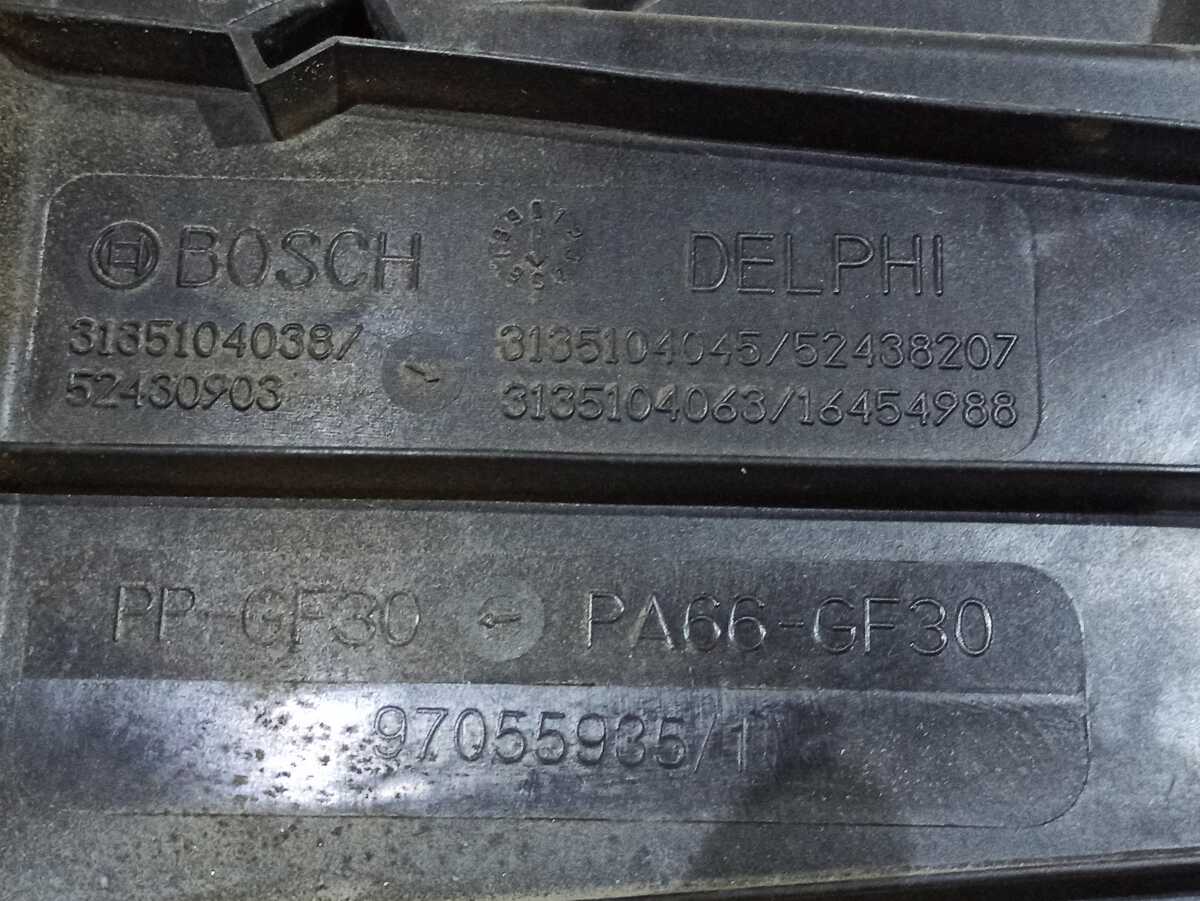 BOSCH
DELPHI
3135104038/
52430903
3135104045/52438207
3135104063/16454988
PP-GF30
PA66-GF30
97055935/1